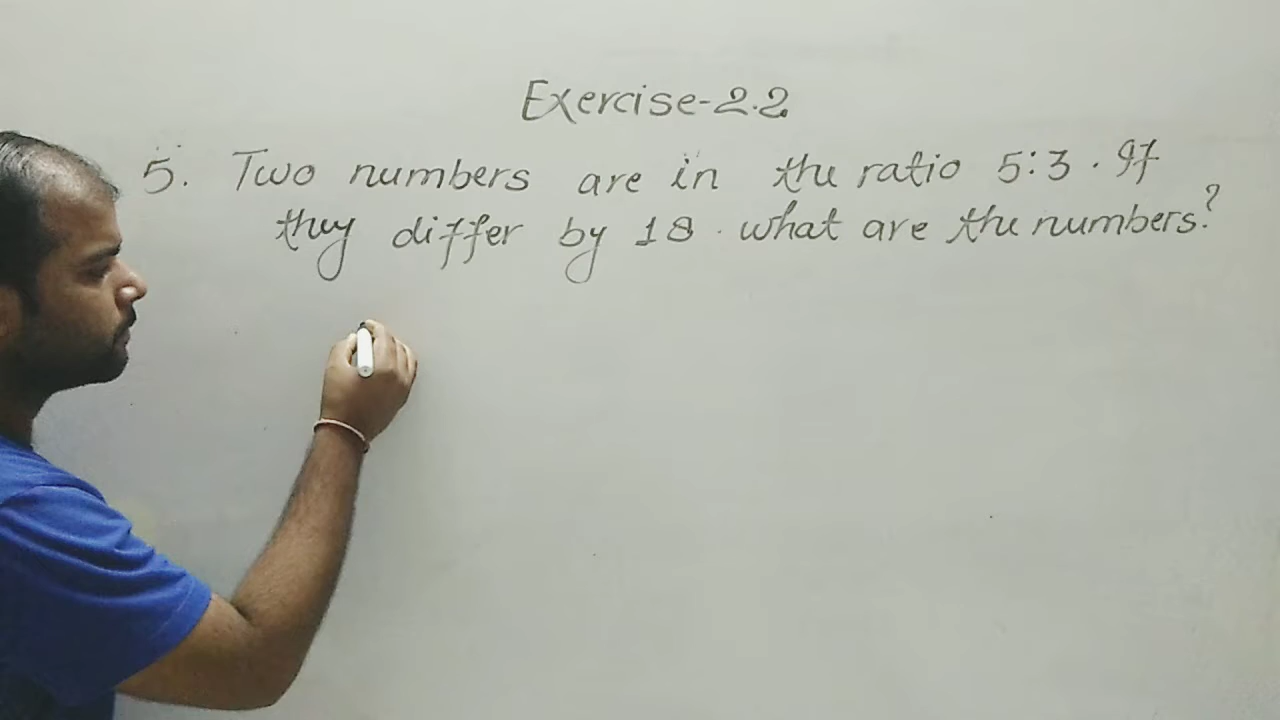 Exercise-2.2
5. Two numbers are in the ratio 5:3. If
they differ by 18. what are the numbers?